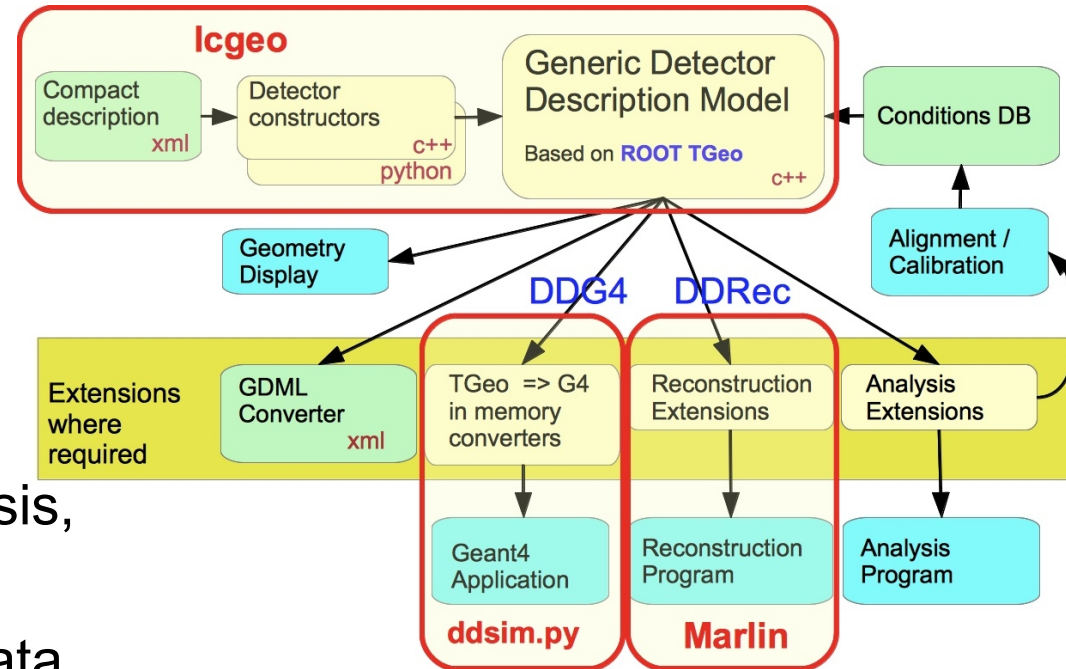 lcgeo
Compact
description
xml
Detector
constructors
c++
python
Generic Detector
Description Model
Based on ROOT TGeo
c++
Conditions DB
Geometry
Display
Alignment /
Calibration
DDG4
DDRec
Extensions
where
required
GDML
Converter
xml
TGeo => G4
in memory
converters
Reconstruction
Extensions
Analysis
Extensions
sis,
Geant4
Application
Reconstruction
Program
Analysis
Program
ddsim.py
Marlin
ata